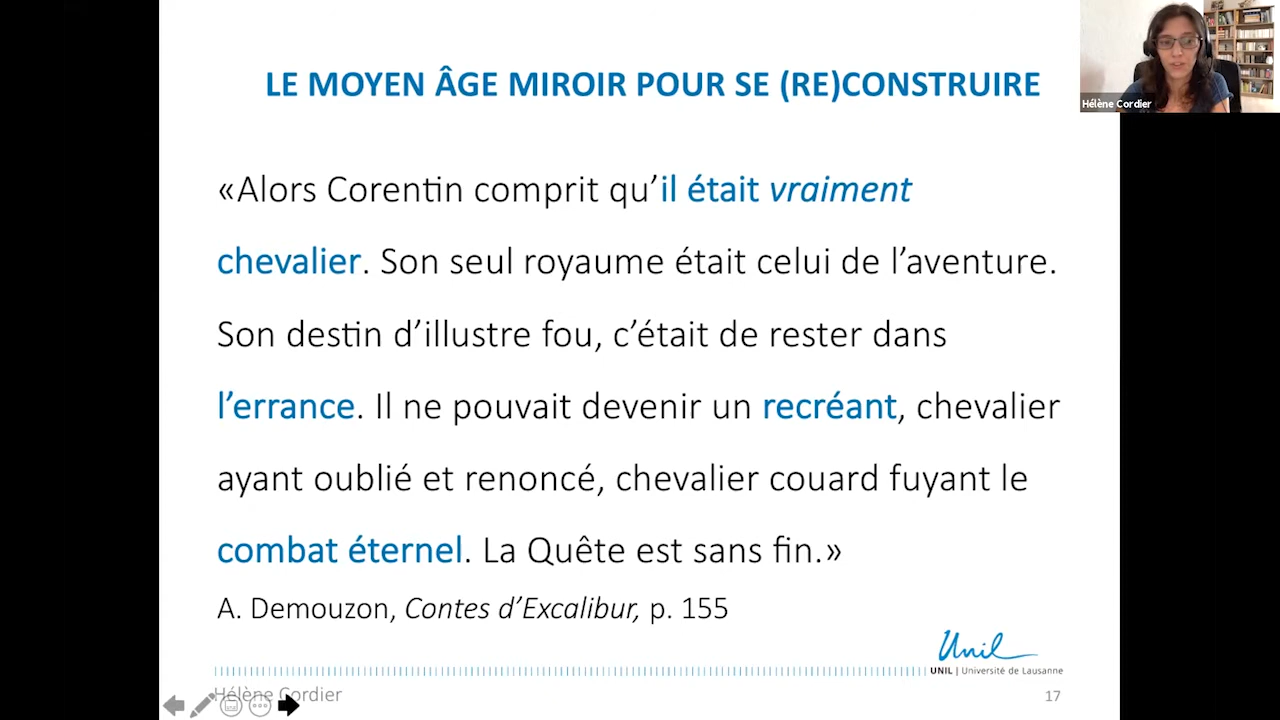 LE MOYEN ÂGE MIROIR POUR SE (RE)CONSTRUIRE
Hélène Cordier
«Alors Corentin comprit qu’il était vraiment
chevalier. Son seul royaume était celui de l’aventure.
Son destin d’illustre fou, c’était de rester dans
l’errance. Il ne pouvait devenir un recréant, chevalier
ayant oublié et renoncé, chevalier couard fuyant le
combat éternel. La Quête est sans fin.»
A. Demouzon, Contes d’Excalibur, p. 155
Unil
UNIL | Université de Lausanne
Hélène Cordier
17